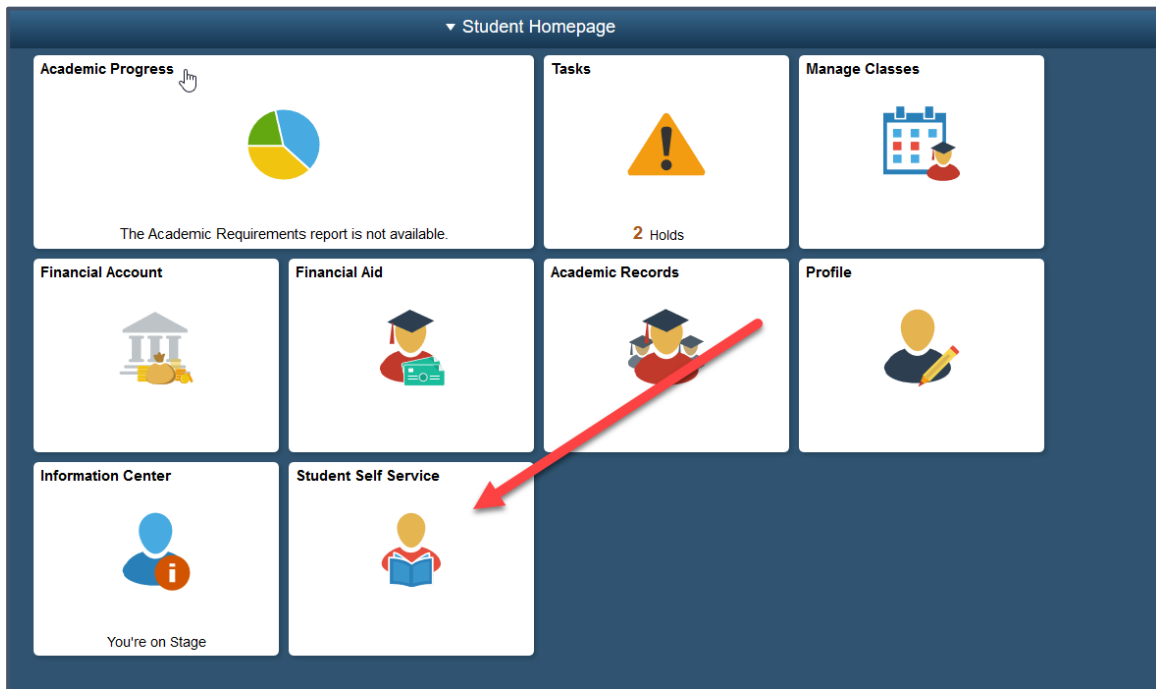 ▾ Student Homepage
Academic Progress
The Academic Requirements report is not available.
Tasks
2 Holds
Manage Classes
Financial Account
Financial Aid
Academic Records
Profile
Information Center
You're on Stage
Student Self Service